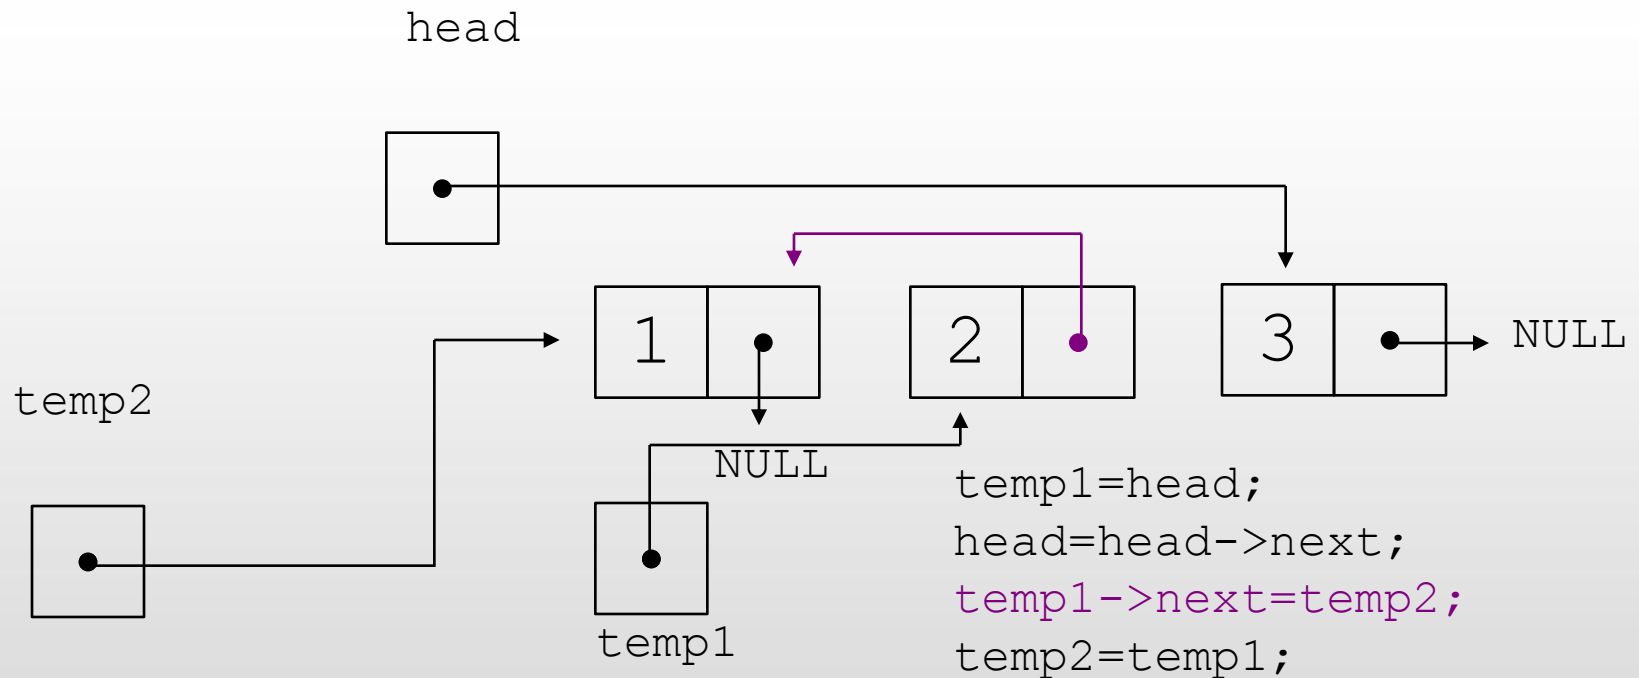 head
1 2 3 NULL
temp2
NULL
temp1
temp1=head;
head=head->next;
temp1->next=temp2;
temp2=temp1;